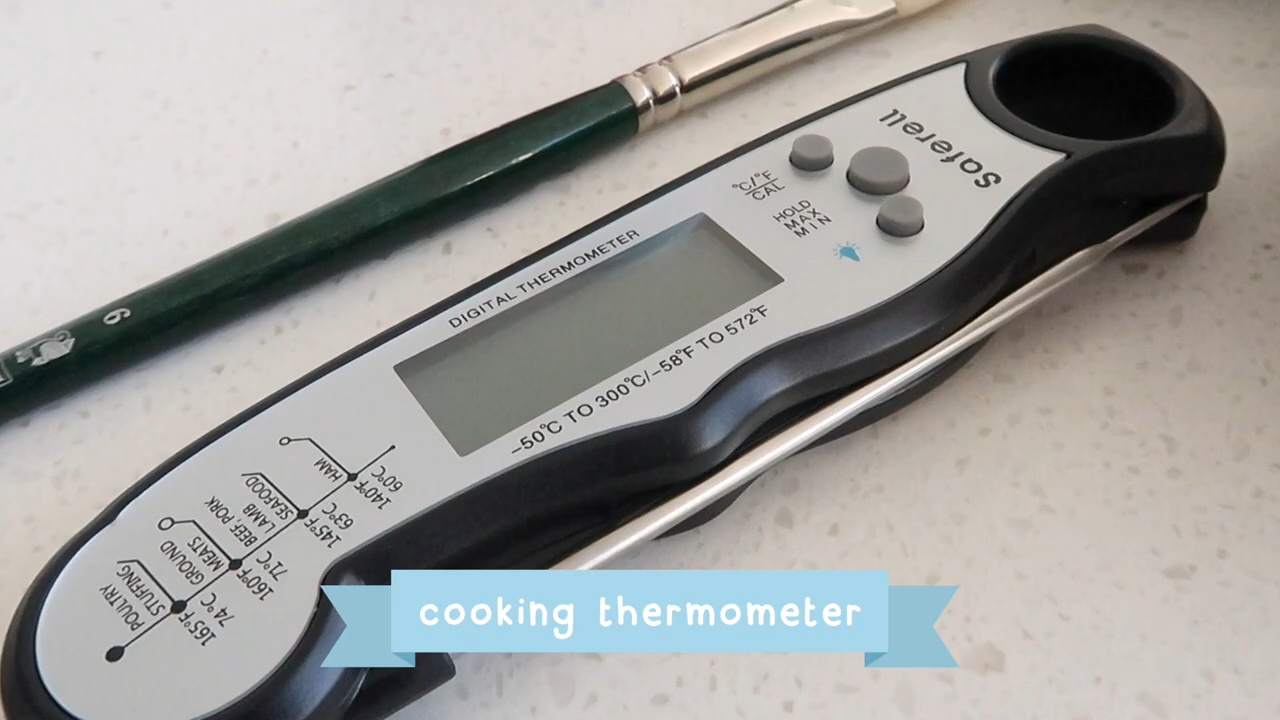 Saferell
°C/°F
CAL
HOLD
MAX
MIN
DIGITAL THERMOMETER
-50°C TO 300°C/-58°F TO 572°F
HAM
140°F
60°C
SEAFOOD
LAMB
BEEF, PORK
145°F
63°C
MEATS
GROUND
160°F
71°C
STUFFING
POULTRY
165°F
74°C
6
cooking thermometer